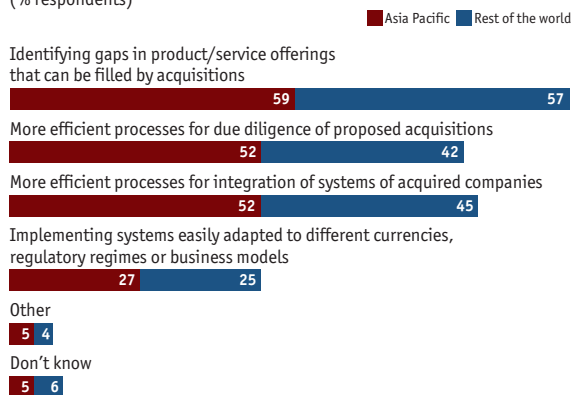 (% respondents)
Asia Pacific Rest of the world
Identifying gaps in product/service offerings
that can be filled by acquisitions
59 57
More efficient processes for due diligence of proposed acquisitions
52 42
More efficient processes for integration of systems of acquired companies
52 45
Implementing systems easily adapted to different currencies,
regulatory regimes or business models
27 25
Other
5 4
Don't know
5 6